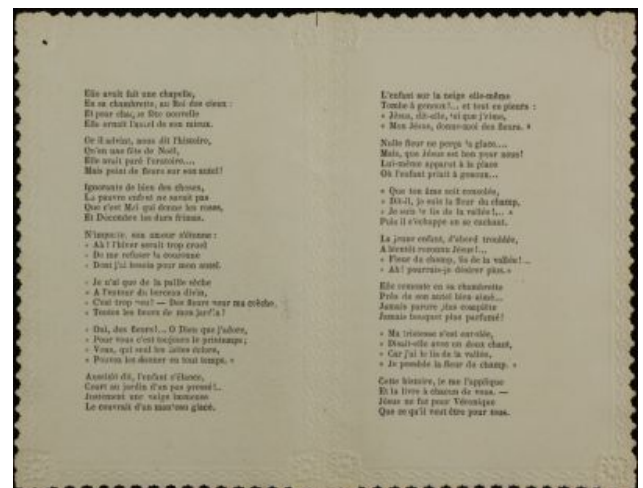 Elle avait fait une chapelle,
En sa chambrette, au Roi des cieux :
Et pour chaque fête nouvelle
Elle ornait l'autel de son mieux.
Or il advint, nous dit l'histoire,
Qu'en une fête de Noël,
Elle avait paré l'oratoire....
Mais point de fleurs sur son autel!
Ignorante de bien des choses,
La pauvre enfant ne savait pas
Que c'est Mai qui donne les roses,
Et Décembre les durs frimas.
N'importe, son amour s'étonne :
« Ah ! l'hiver serait trop cruel
« De me refuser la couronne
« Dont j'ai besoin pour mon autel.
« Je n'ai que de la paille sèche
« A l'entour du berceau divin,
« C'est trop peu! — Des fleurs pour ma crèche,
« Toutes les fleurs de mon jardin !
« Oui, des fleurs!... O Dieu que j'adore,
« Pour vous c'est toujours le printemps ;
« Vous, qui seul les faites éclore,
« Pouvez les donner en tout temps. »
Aussitôt dit, l'enfant s'élance,
Court au jardin d'un pas pressé!..
Justement une neige immense
Le couvrait d'un manteau glacé.
L'enfant sur la neige elle-même
Tombe à genoux!... et tout en pleurs :
« Jésus, dit-elle, toi que j'aime,
« Mon Jésus, donne-moi des fleurs. »
Nulle fleur ne perça la glace....
Mais, que Jésus est bon pour nous!
Lui-même apparut à la place
Où l'enfant priait à genoux...
« Que ton âme soit consolée,
« Dit-il, je suis la fleur du champ,
« Je suis le lis de la vallée !... »
Puis il s'échappe en se cachant.
La jeune enfant, d'abord troublée,
A bientôt reconnu Jésus!...
« Fleur du champ, lis de la vallée !...
« Ah! pourrais-je désirer plus.»
Elle remonte en sa chambrette
Près de son autel bien-aimé...
Jamais parure plus complète
Jamais bouquet plus parfumé!
« Ma tristesse s'est envolée,
« Disait-elle avec un doux chant,
« Car j'ai le lis de la vallée,
« Je possède la fleur du champ. »
Cette histoire, je me l'applique
Et la livre à chacun de vous. —
Jésus ne fut pour Véronique
Que ce qu'il veut être pour tous.